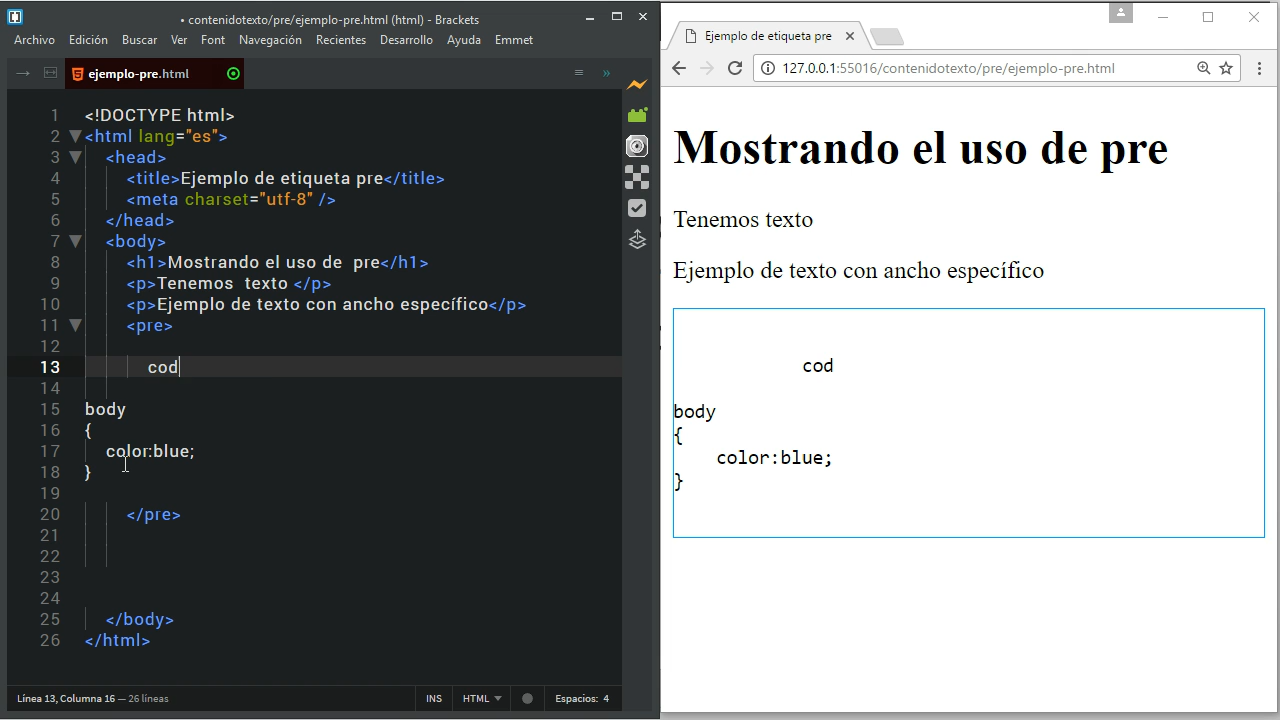 • contenidotexto/pre/ejemplo-pre.html (html) - Brackets
Archivo Edición Buscar Ver Font Navegación Recientes Desarrollo Ayuda Emmet
ejemplo-pre.html
1 <!DOCTYPE html>
2 <html lang="es">
3 <head>
4 <title>Ejemplo de etiqueta pre</title>
5 <meta charset="utf-8" />
6 </head>
7 <body>
8 <h1>Mostrando el uso de  pre</h1>
9 <p>Tenemos  texto </p>
10 <p>Ejemplo de texto con ancho específico</p>
11 <pre>
12
13 cod
14
15 body
16 {
17 color:blue;
18 }
19
20 </pre>
21
22
23
24
25 </body>
26 </html>
Línea 13, Columna 16 — 26 líneas INS HTML Espacios: 4
Ejemplo de etiqueta pre
127.0.0.1:55016/contenidotexto/pre/ejemplo-pre.html
Mostrando el uso de pre
Tenemos texto
Ejemplo de texto con ancho específico
cod
body
{
color:blue;
}